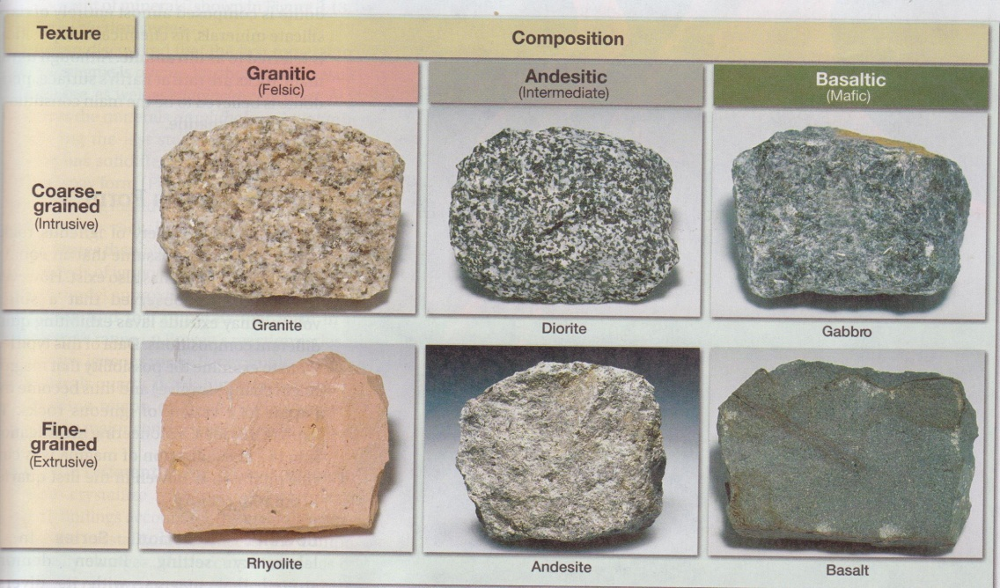 Texture
Composition
Granitic
(Felsic)
Andesitic
(Intermediate)
Basaltic
(Mafic)
Coarse-
grained
(Intrusive)
Granite
Diorite
Gabbro
Fine-
grained
(Extrusive)
Rhyolite
Andesite
Basalt